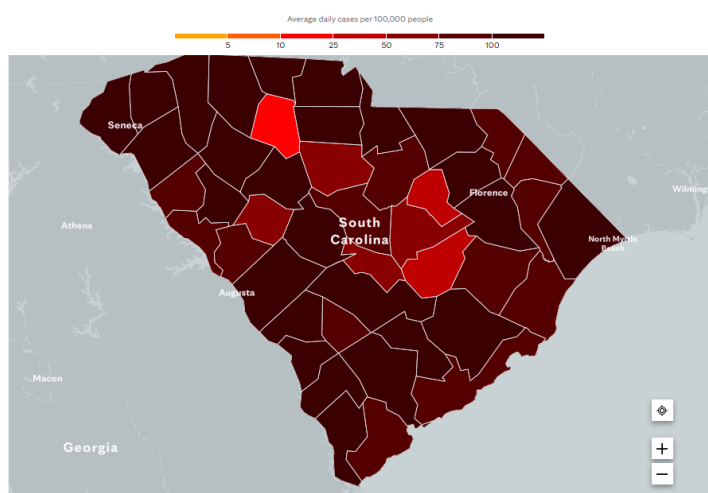 Average daily cases per 100,000 people
5 10 25 50 75 100
Seneca
Athens
South
Carolina
Florence
Wilming
North Myrtle
Beach
Augusta
Macon
Georgia
+
−